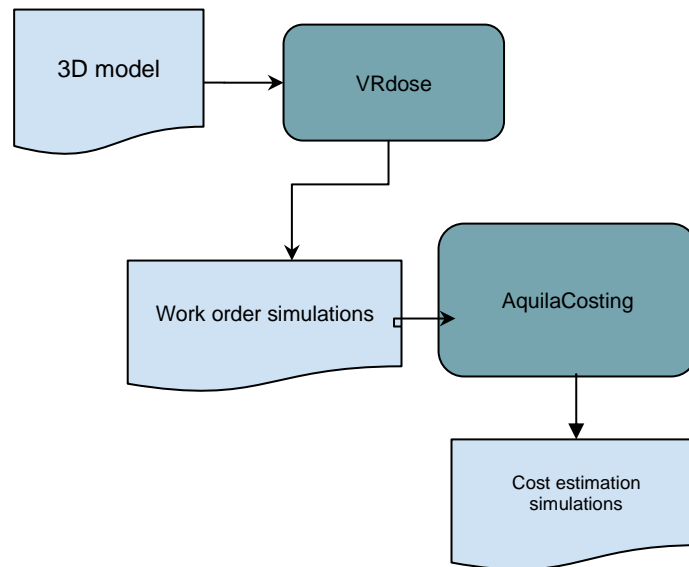 3D model
VRdose
Work order simulations
AquilaCosting
Cost estimation
simulations